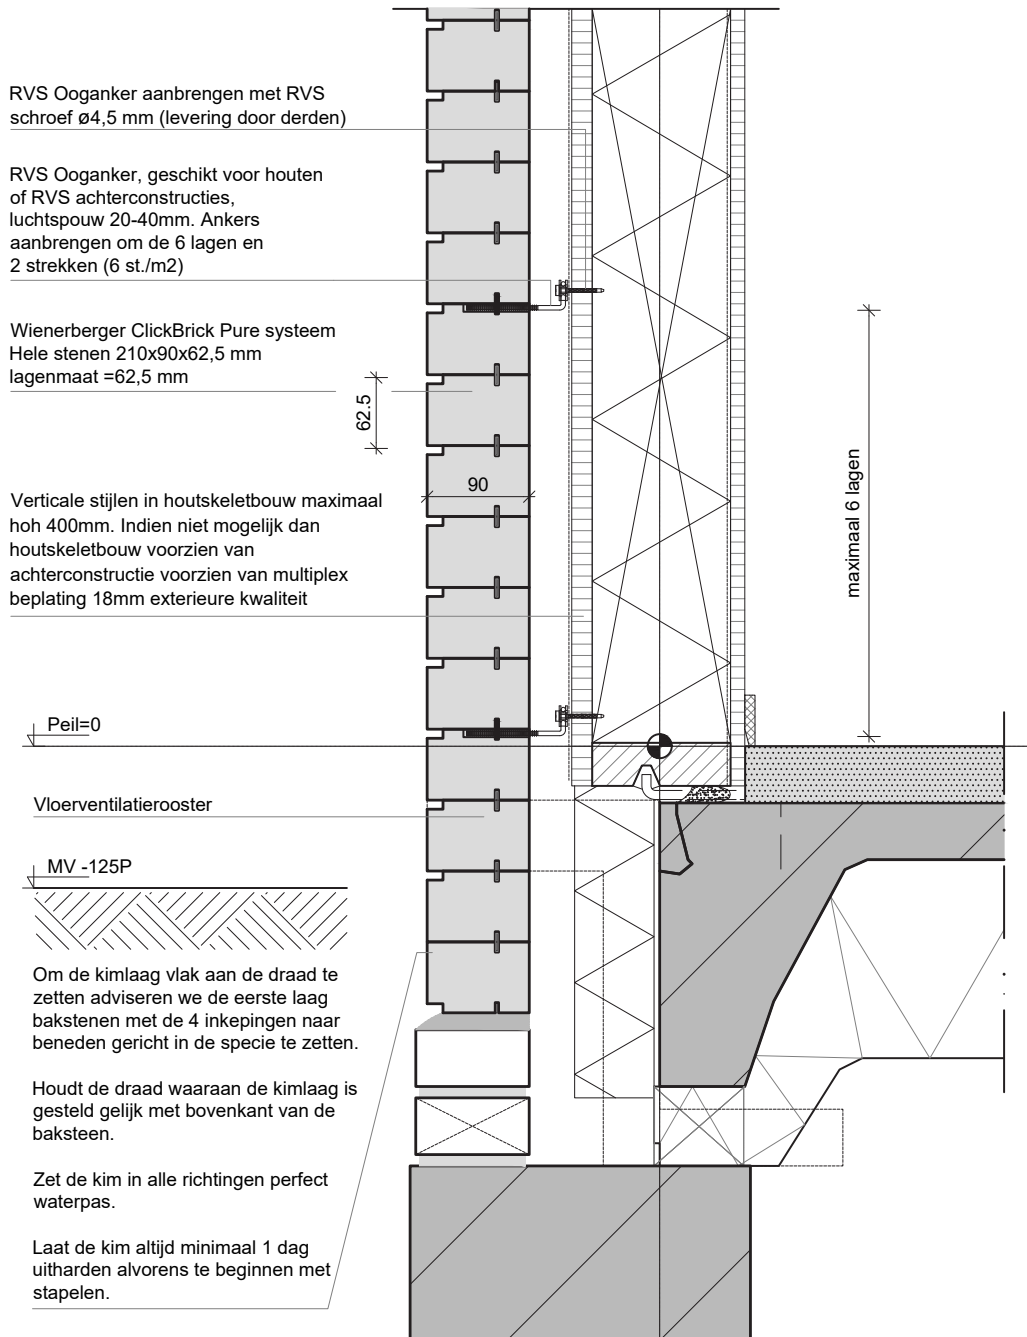 RVS Ooganker aanbrengen met RVS
schroef ø4,5 mm (levering door derden)
RVS Ooganker, geschikt voor houten
of RVS achterconstructies,
luchtspouw 20-40mm. Ankers
aanbrengen om de 6 lagen en
2 strekken (6 st./m2)
Wienerberger ClickBrick Pure systeem
Hele stenen 210x90x62,5 mm
lagenmaat =62,5 mm
62.5
90
maximaal 6 lagen
Verticale stijlen in houtskeletbouw maximaal
hoh 400mm. Indien niet mogelijk dan
houtskeletbouw voorzien van
achterconstructie voorzien van multiplex
beplating 18mm exterieure kwaliteit
Peil=0
Vloerventilatierooster
MV -125P
Om de kimlaag vlak aan de draad te
zetten adviseren we de eerste laag
bakstenen met de 4 inkepingen naar
beneden gericht in de specie te zetten.
Houdt de draad waaraan de kimlaag is
gesteld gelijk met bovenkant van de
baksteen.
Zet de kim in alle richtingen perfect
waterpas.
Laat de kim altijd minimaal 1 dag
uitharden alvorens te beginnen met
stapelen.